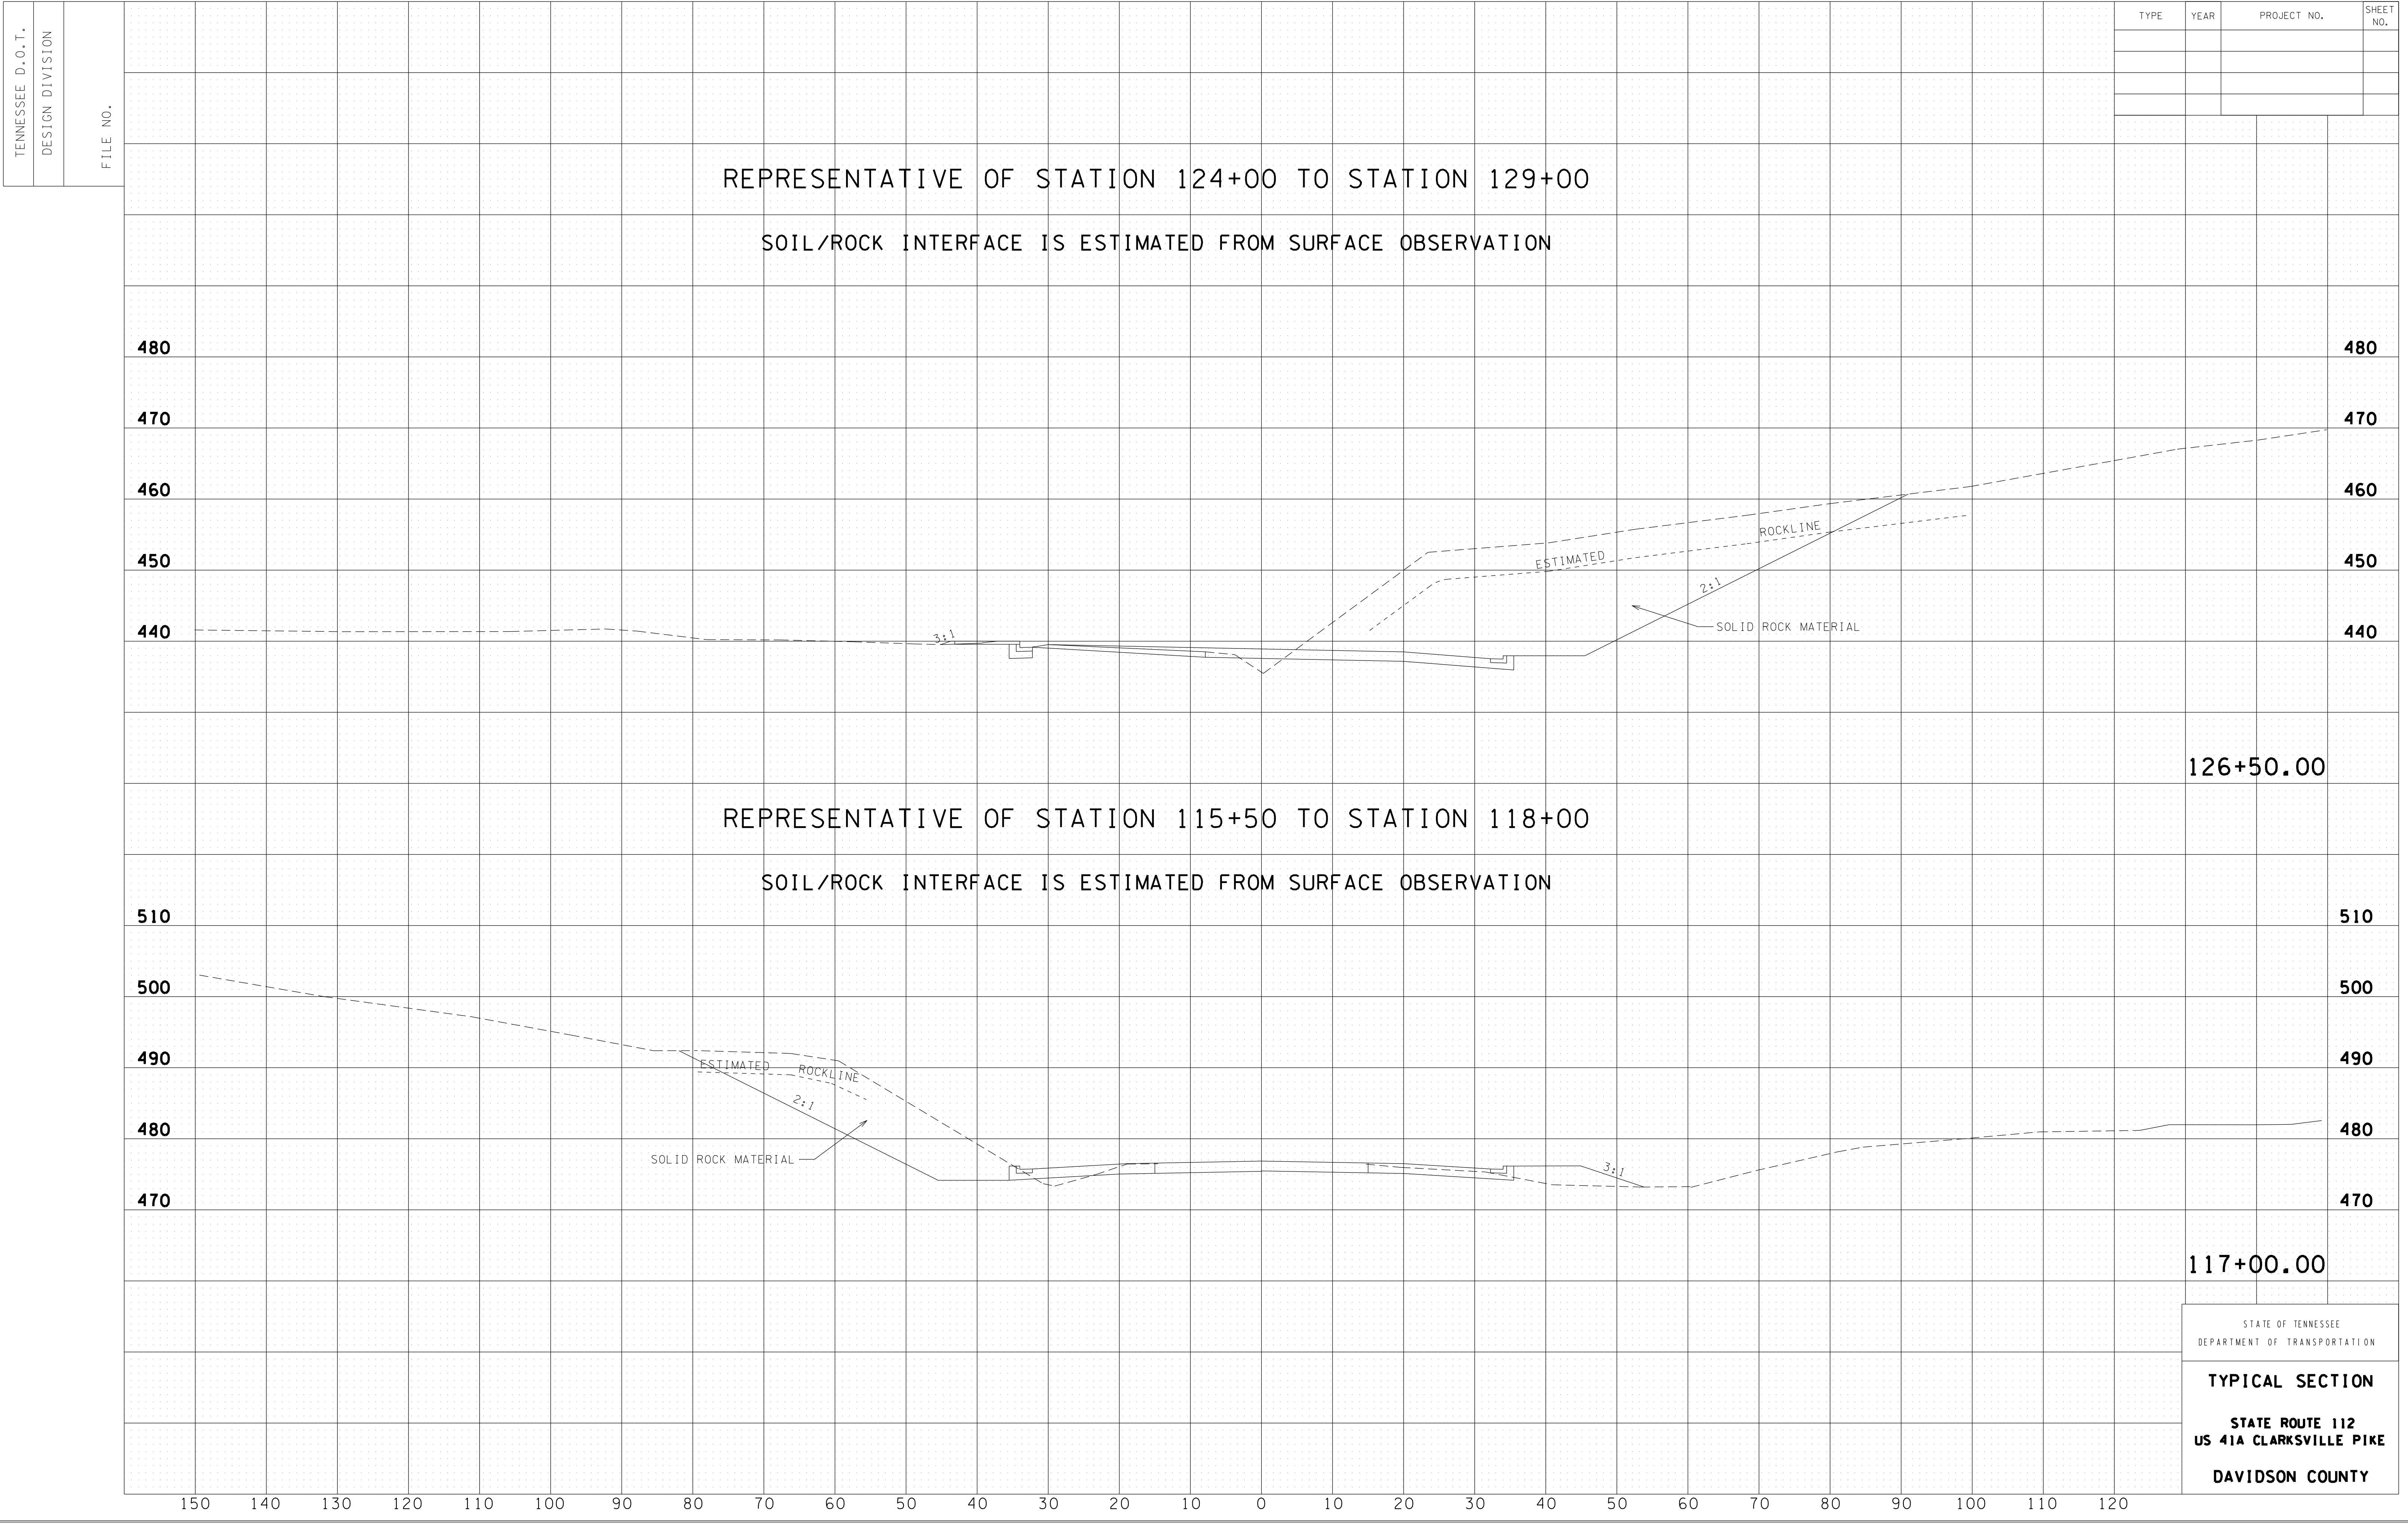 TENNESSEE D.O.T.
DESIGN DIVISION
FILE NO.
TYPE YEAR PROJECT NO. SHEET NO.
REPRESENTATIVE OF STATION 124+00 TO STATION 129+00
SOIL/ROCK INTERFACE IS ESTIMATED FROM SURFACE OBSERVATION
480 480
470 470
460 460
ESTIMATED ROCKLINE
450 450
2:1
SOLID ROCK MATERIAL
440 3:1 440
126+50.00
REPRESENTATIVE OF STATION 115+50 TO STATION 118+00
SOIL/ROCK INTERFACE IS ESTIMATED FROM SURFACE OBSERVATION
510 510
500 500
490 490
ESTIMATED ROCKLINE
2:1
480 480
SOLID ROCK MATERIAL
3:1
470 470
117+00.00
STATE OF TENNESSEE
DEPARTMENT OF TRANSPORTATION
TYPICAL SECTION
STATE ROUTE 112
US 41A CLARKSVILLE PIKE
DAVIDSON COUNTY
150 140 130 120 110 100 90 80 70 60 50 40 30 20 10 0 10 20 30 40 50 60 70 80 90 100 110 120